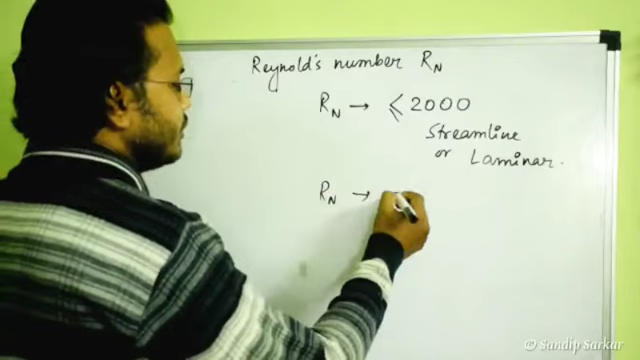 Reynold's number R_N
R_N → ≤ 2000
Streamline
or Laminar.
R_N →
© Sandip Sarkar